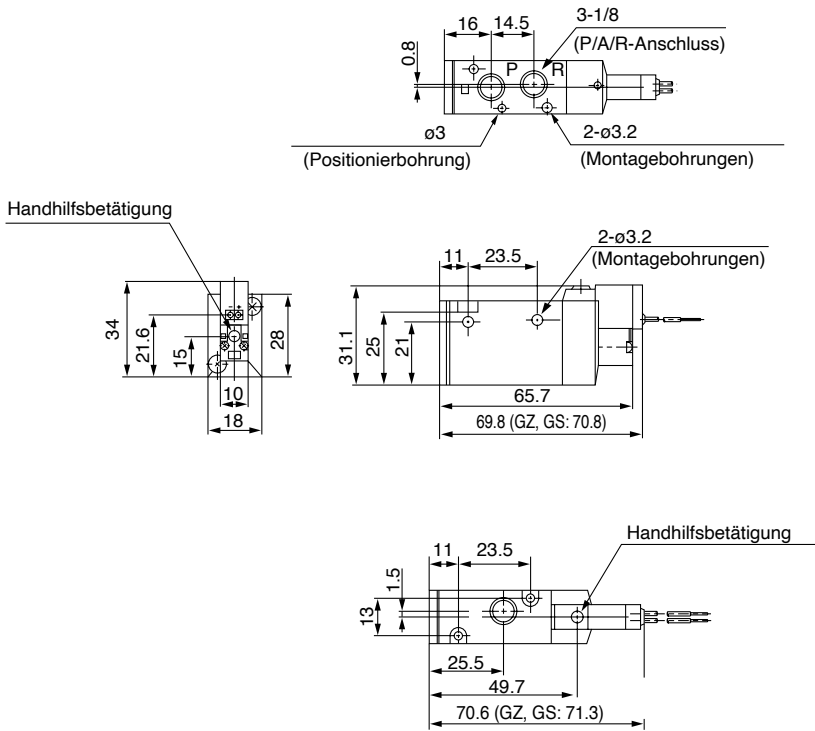 16
14.5
3-1/8
(P/A/R-Anschluss)
0.8
P
R
ø3
(Positionierbohrung)
2-ø3.2
(Montagebohrungen)
Handhilfsbetätigung
34
21.6
15
- +
28
10
18
11
23.5
2-ø3.2
(Montagebohrungen)
31.1
25
21
65.7
69.8 (GZ, GS: 70.8)
Handhilfsbetätigung
11
23.5
1.5
13
25.5
49.7
70.6 (GZ, GS: 71.3)